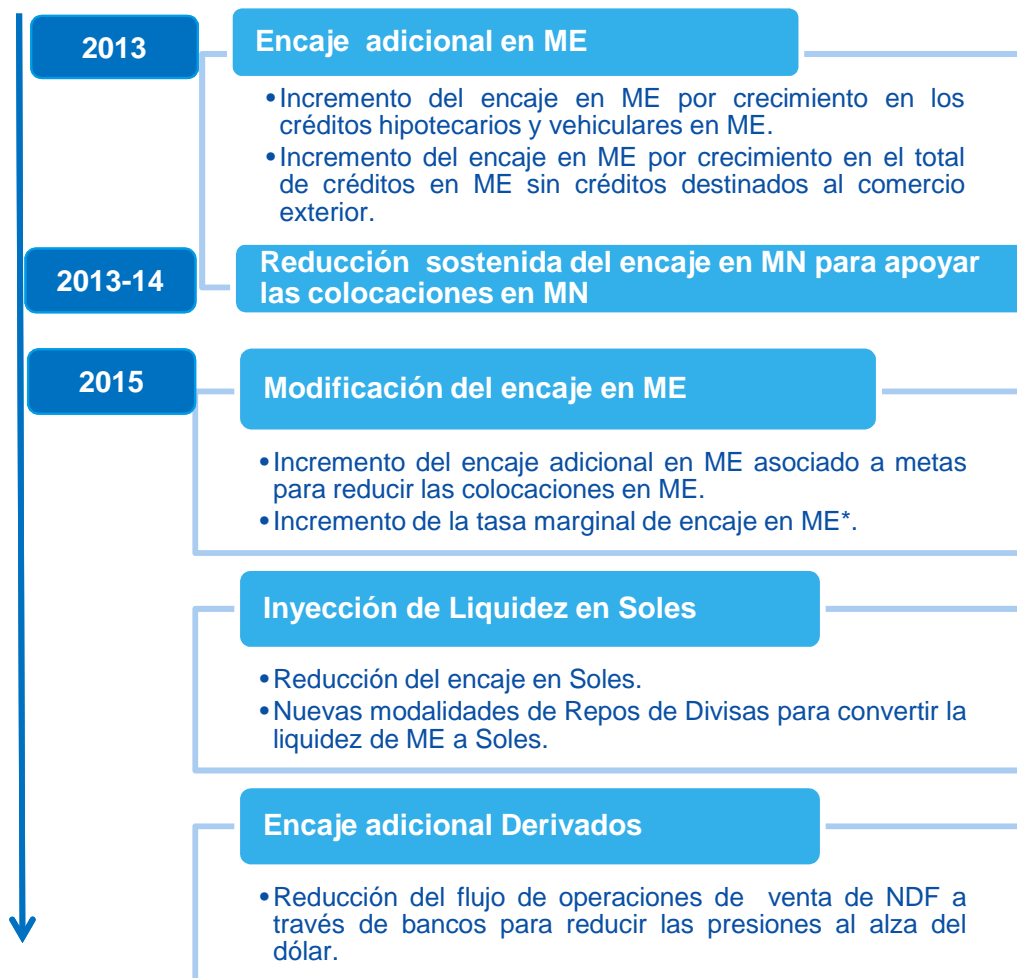 2013
Encaje adicional en ME
•Incremento del encaje en ME por crecimiento en los
créditos hipotecarios y vehiculares en ME.
•Incremento del encaje en ME por crecimiento en el total
de créditos en ME sin créditos destinados al comercio
exterior.
2013-14
Reducción sostenida del encaje en MN para apoyar
las colocaciones en MN
2015
Modificación del encaje en ME
•Incremento del encaje adicional en ME asociado a metas
para reducir las colocaciones en ME.
•Incremento de la tasa marginal de encaje en ME*.
Inyección de Liquidez en Soles
•Reducción del encaje en Soles.
•Nuevas modalidades de Repos de Divisas para convertir la
liquidez de ME a Soles.
Encaje adicional Derivados
•Reducción del flujo de operaciones de venta de NDF a
través de bancos para reducir las presiones al alza del
dólar.